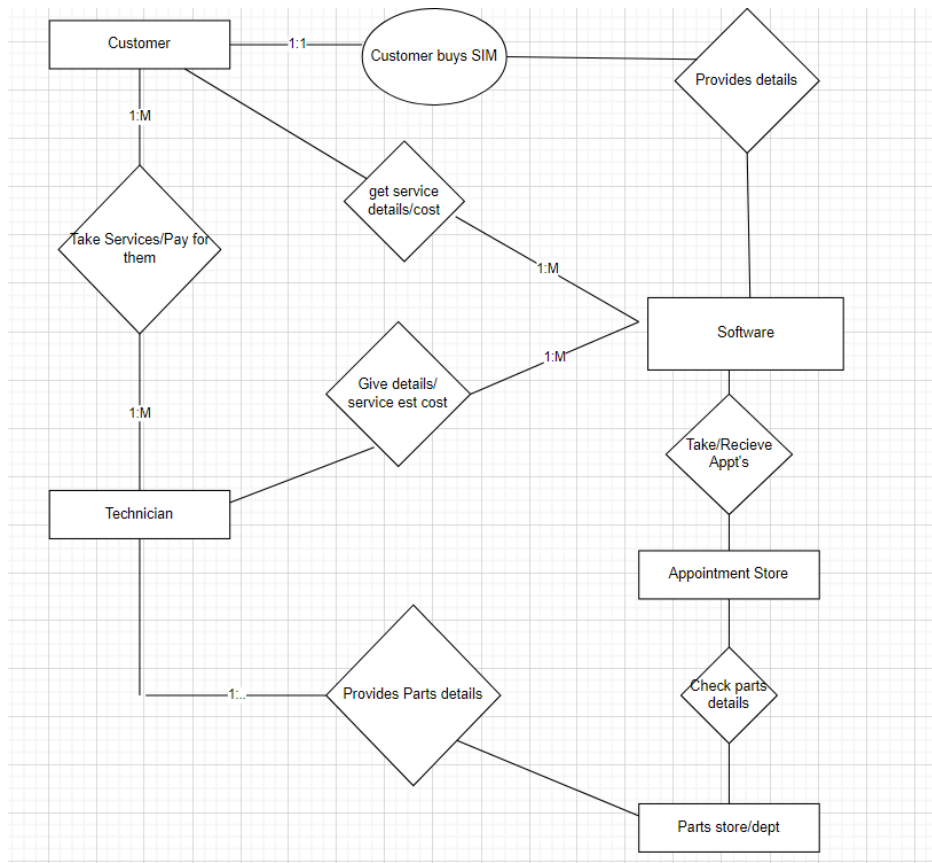 Customer
1:1
Customer buys SIM
Provides details
1:M
get service
details/cost
Take Services/Pay for
them
1:M
Software
1:M
Give details/
service est cost
1:M
Take/Recieve
Appt's
Technician
Appointment Store
1:..
Provides Parts details
Check parts
details
Parts store/dept